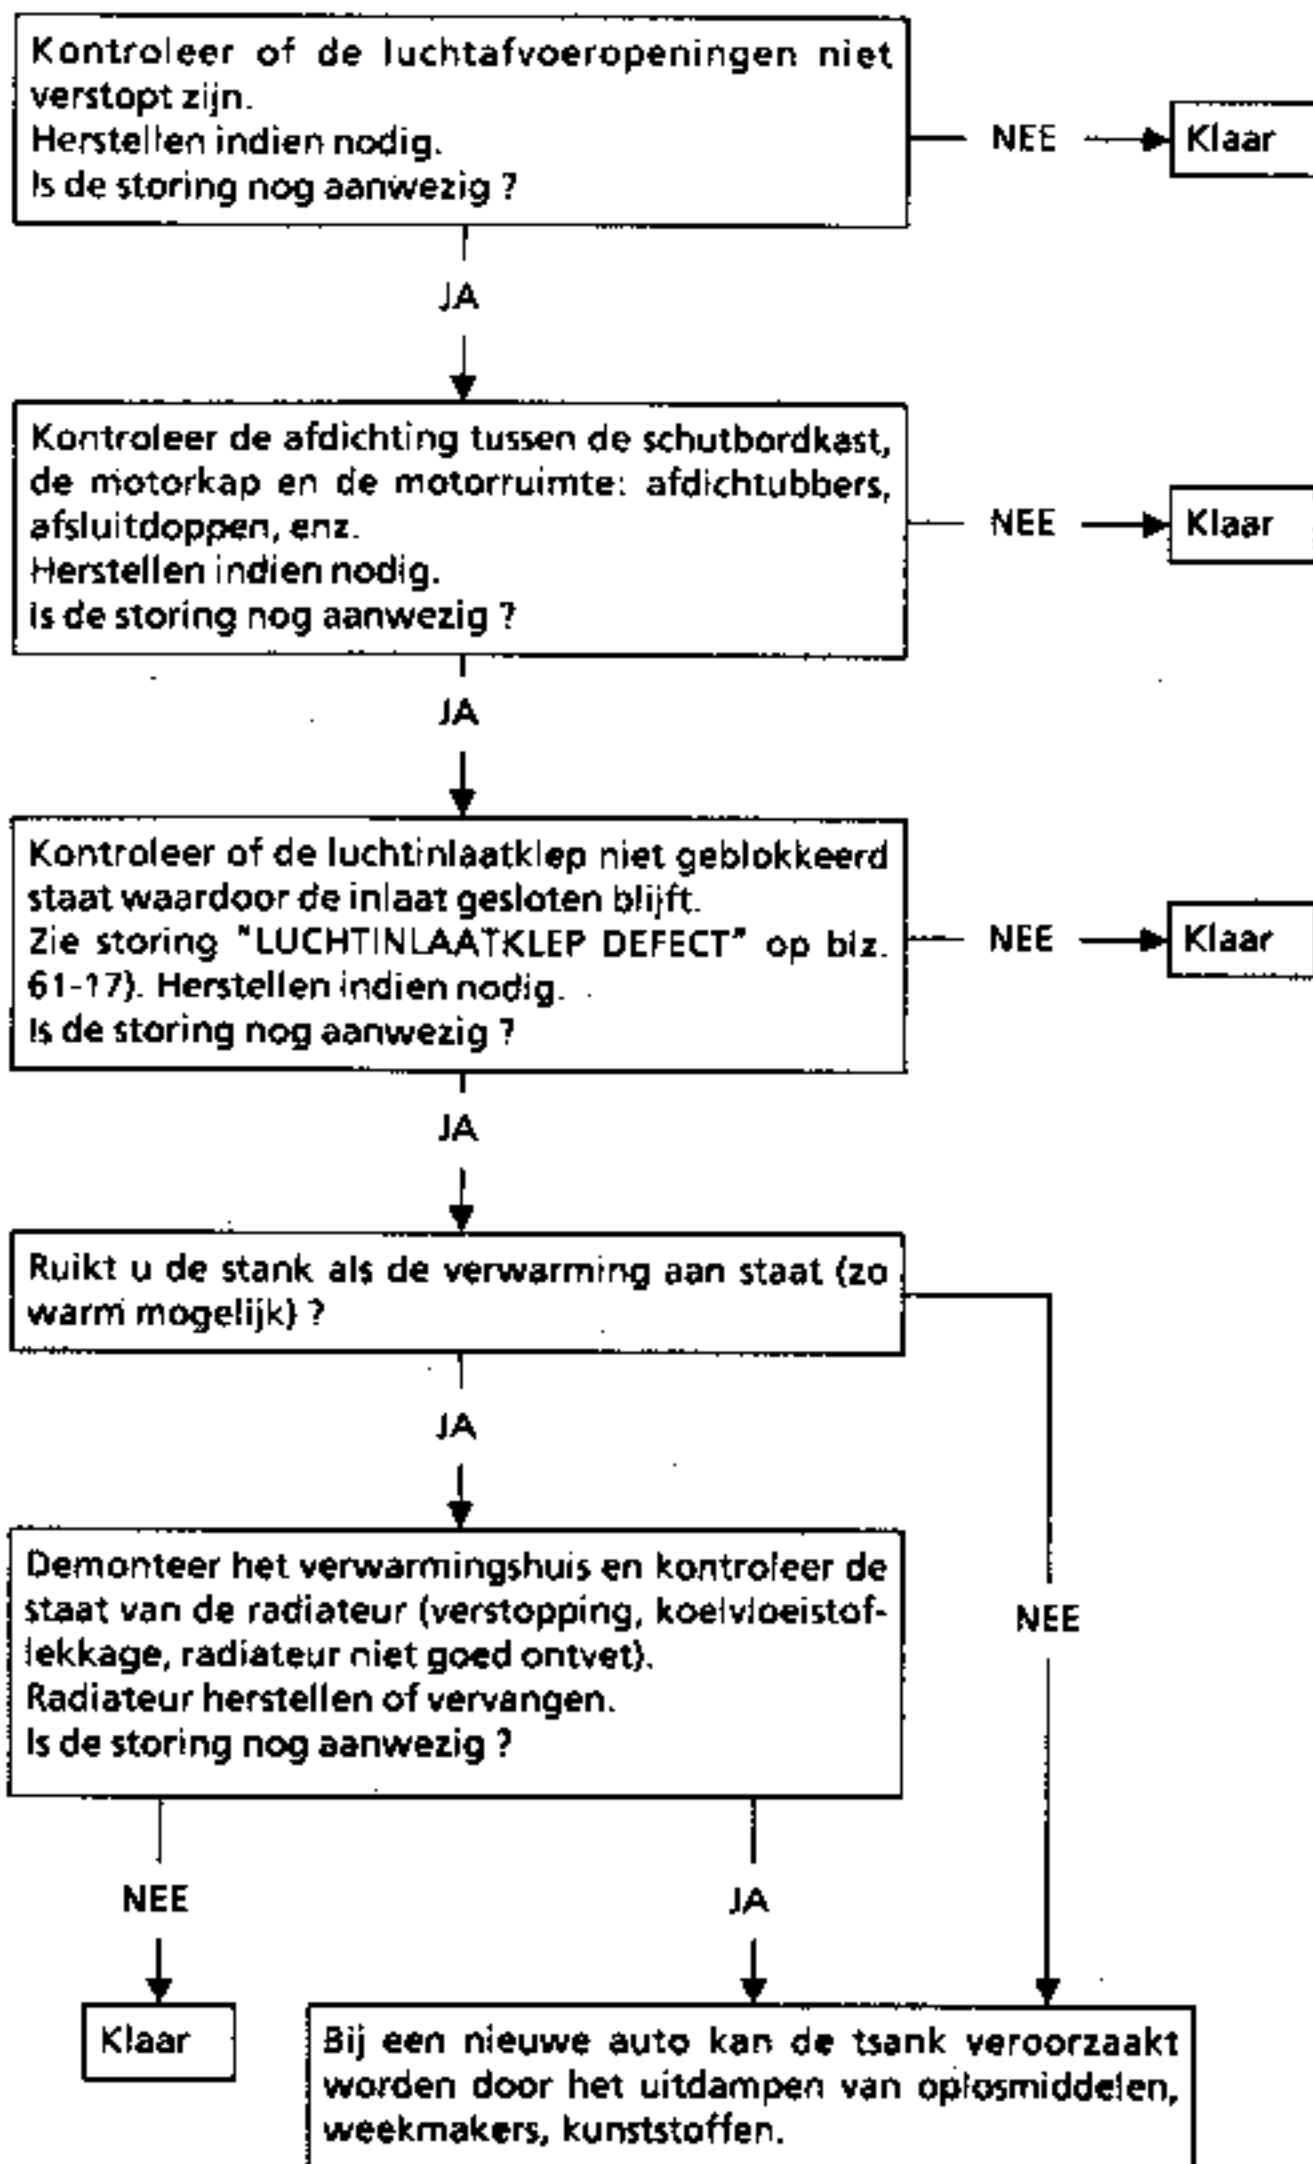 Kontroleer of de luchtafvoeropeningen niet
verstopt zijn.
Herstellen indien nodig.
Is de storing nog aanwezig ?
NEE
Klaar
JA
Kontroleer de afdichting tussen de schutbordkast,
de motorkap en de motorruimte: afdichtubbers,
afsluitdoppen, enz.
Herstellen indien nodig.
Is de storing nog aanwezig ?
NEE
Klaar
JA
Kontroleer of de luchtinlaatklep niet geblokkeerd
staat waardoor de inlaat gesloten blijft.
Zie storing "LUCHTINLAATKLEP DEFECT" op blz.
61-17). Herstellen indien nodig.
Is de storing nog aanwezig ?
NEE
Klaar
JA
Ruikt u de stank als de verwarming aan staat (zo
warm mogelijk) ?
JA
Demonteer het verwarmingshuis en kontroleer de
staat van de radiateur (verstopping, koelvloeistof-
lekkage, radiateur niet goed ontvet).
Radiateur herstellen of vervangen.
Is de storing nog aanwezig ?
NEE
NEE
JA
Klaar
Bij een nieuwe auto kan de tsank veroorzaakt
worden door het uitdampen van oplosmiddelen,
weekmakers, kunststoffen.